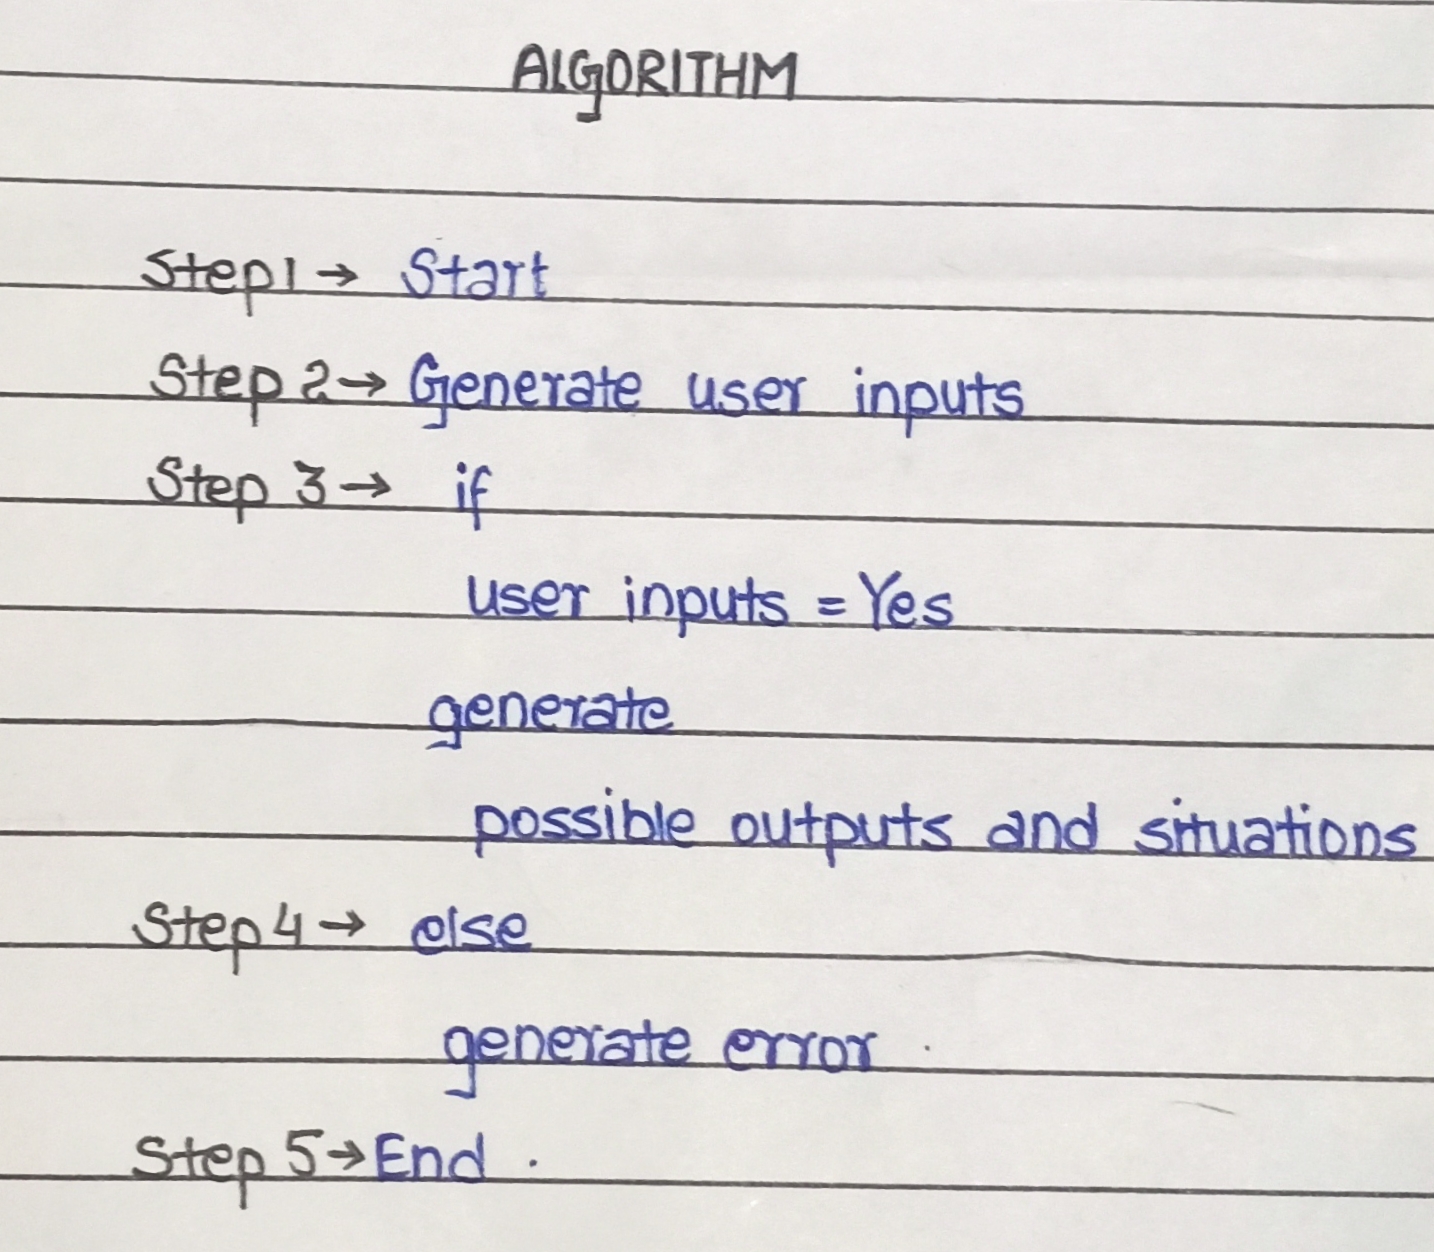 ALGORITHM
Step1 → Start
Step 2 → Generate user inputs
Step 3 → if
user inputs = Yes
generate
possible outputs and situations
Step 4 → else
generate error.
Step 5 → End.